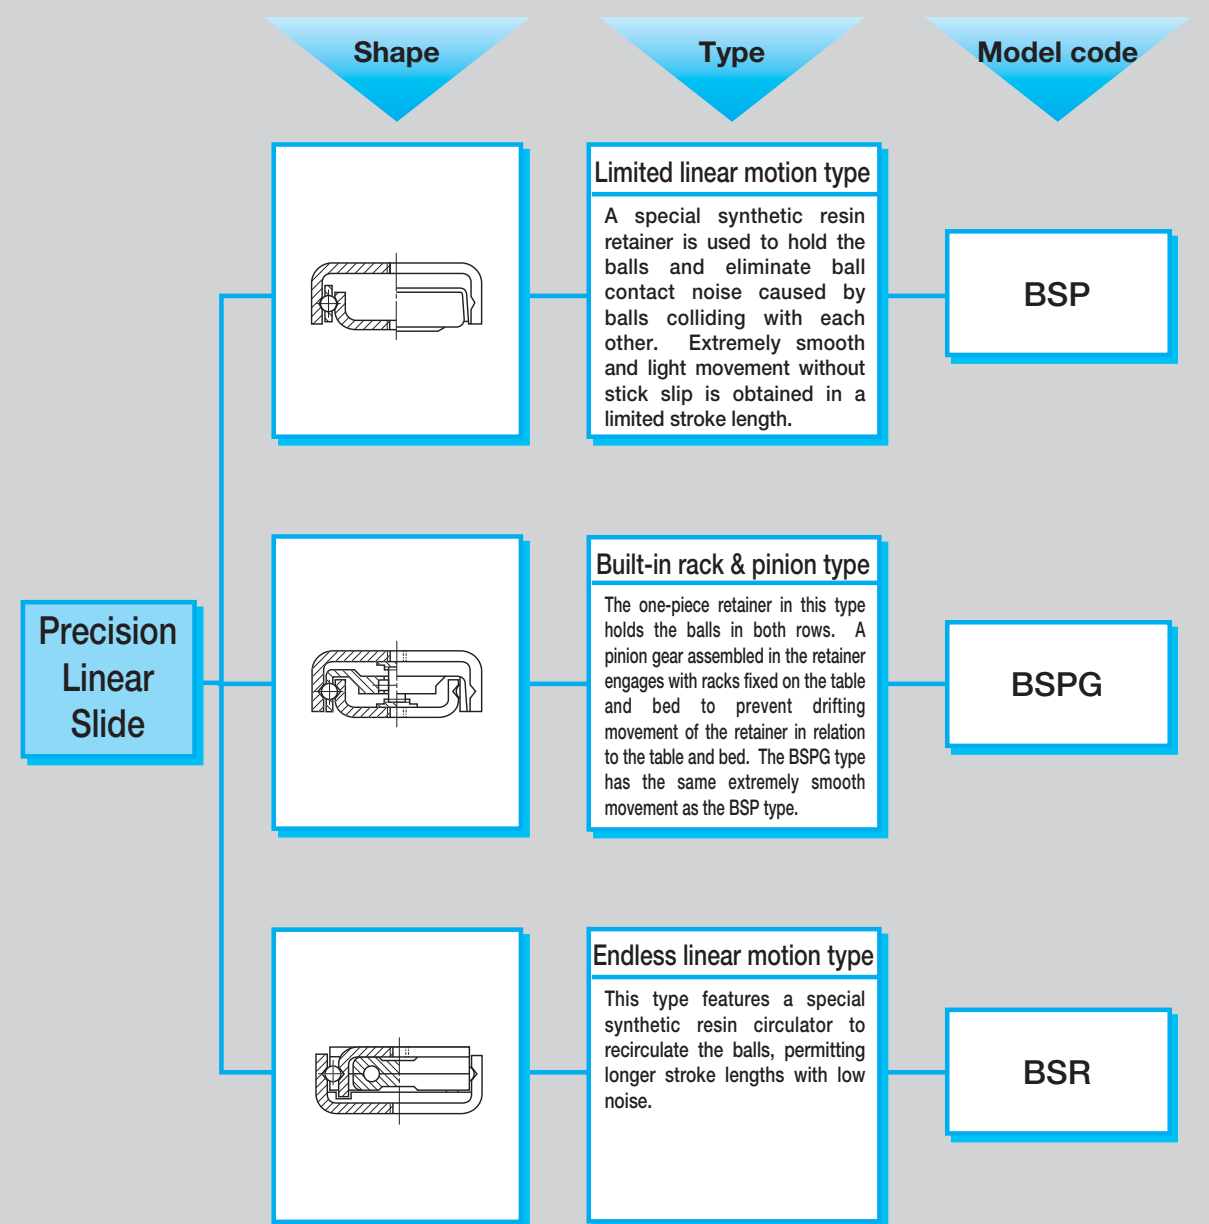 Shape
Type
Model code
Precision
Linear
Slide
Limited linear motion type
A special synthetic resin
retainer is used to hold the
balls and eliminate ball
contact noise caused by
balls colliding with each
other. Extremely smooth
and light movement without
stick slip is obtained in a
limited stroke length.
BSP
Built-in rack & pinion type
The one-piece retainer in this type
holds the balls in both rows. A
pinion gear assembled in the retainer
engages with racks fixed on the table
and bed to prevent drifting
movement of the retainer in relation
to the table and bed. The BSPG type
has the same extremely smooth
movement as the BSP type.
BSPG
Endless linear motion type
This type features a special
synthetic resin circulator to
recirculate the balls, permitting
longer stroke lengths with low
noise.
BSR